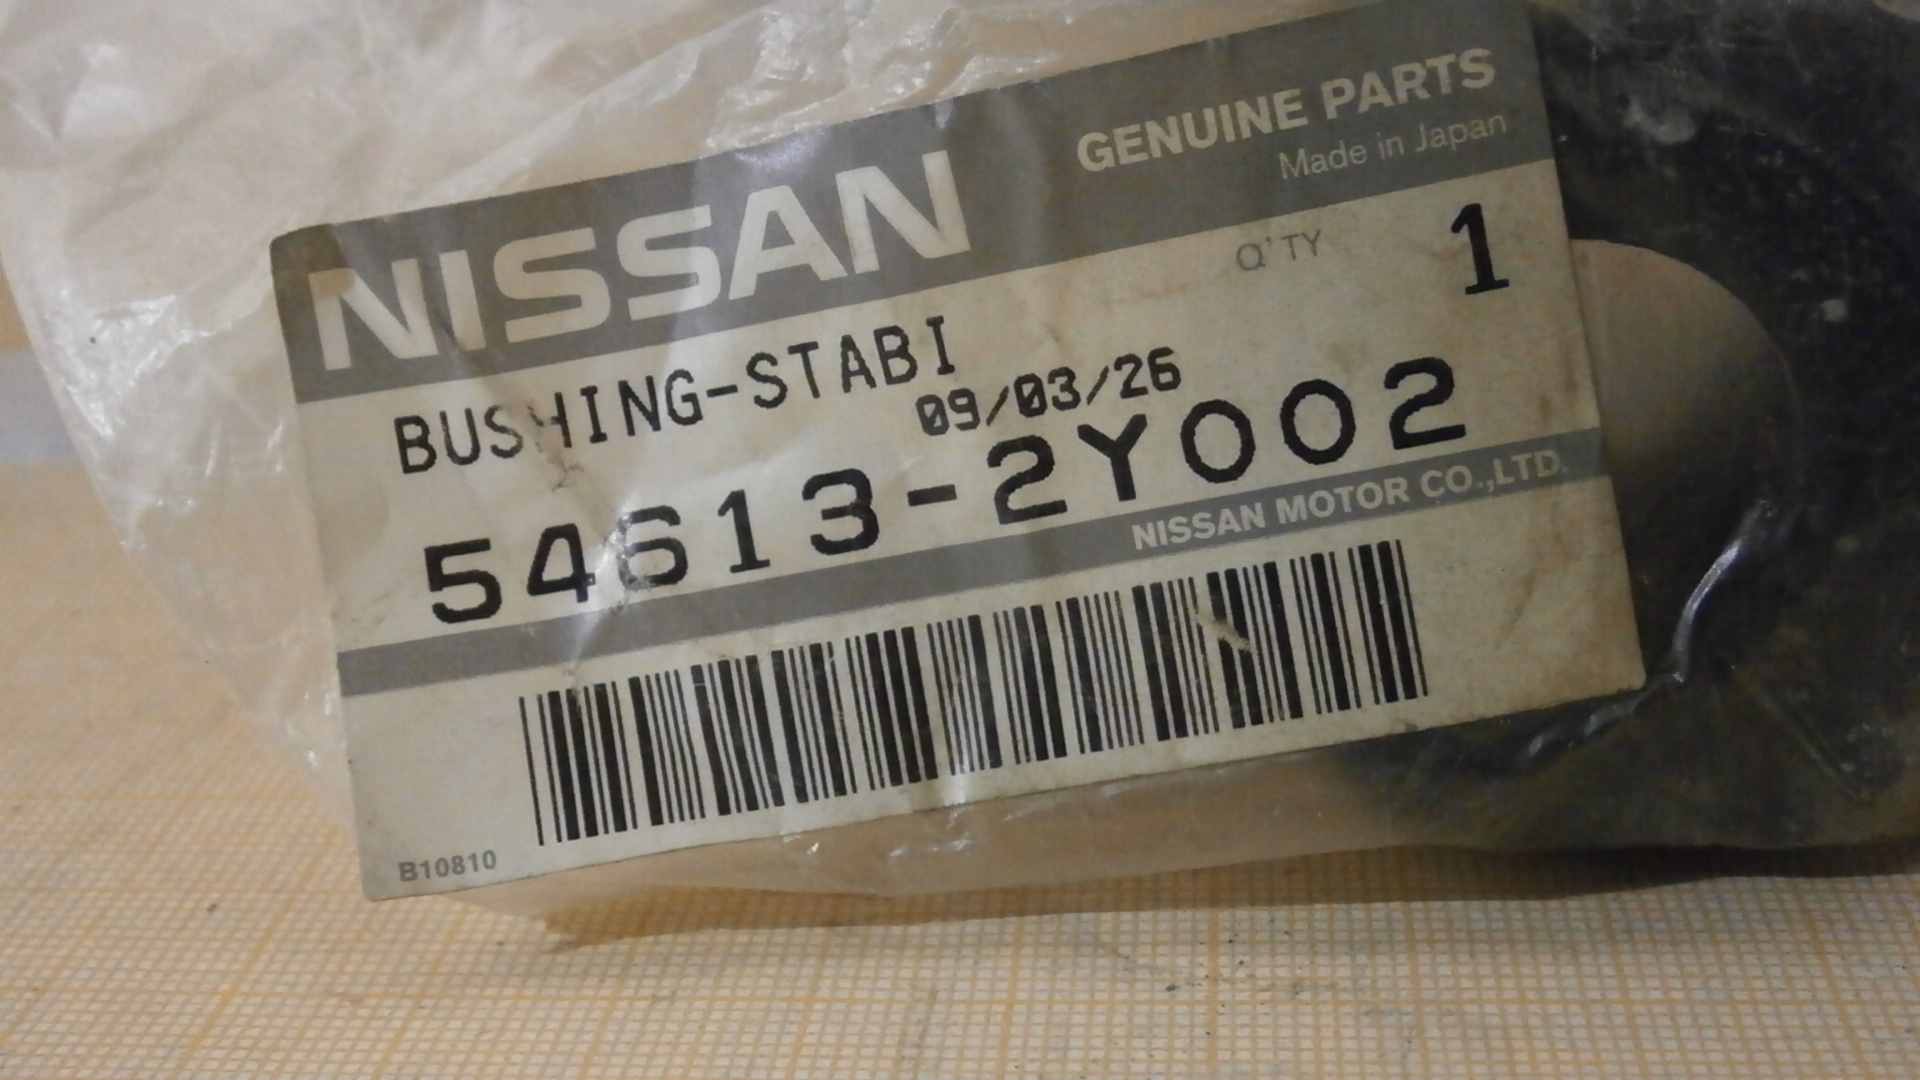 NISSAN
GENUINE PARTS
Made in Japan
Q'TY 1
BUSHING-STABI
09/03/26
54613-2Y002
NISSAN MOTOR CO.,LTD.
B10810